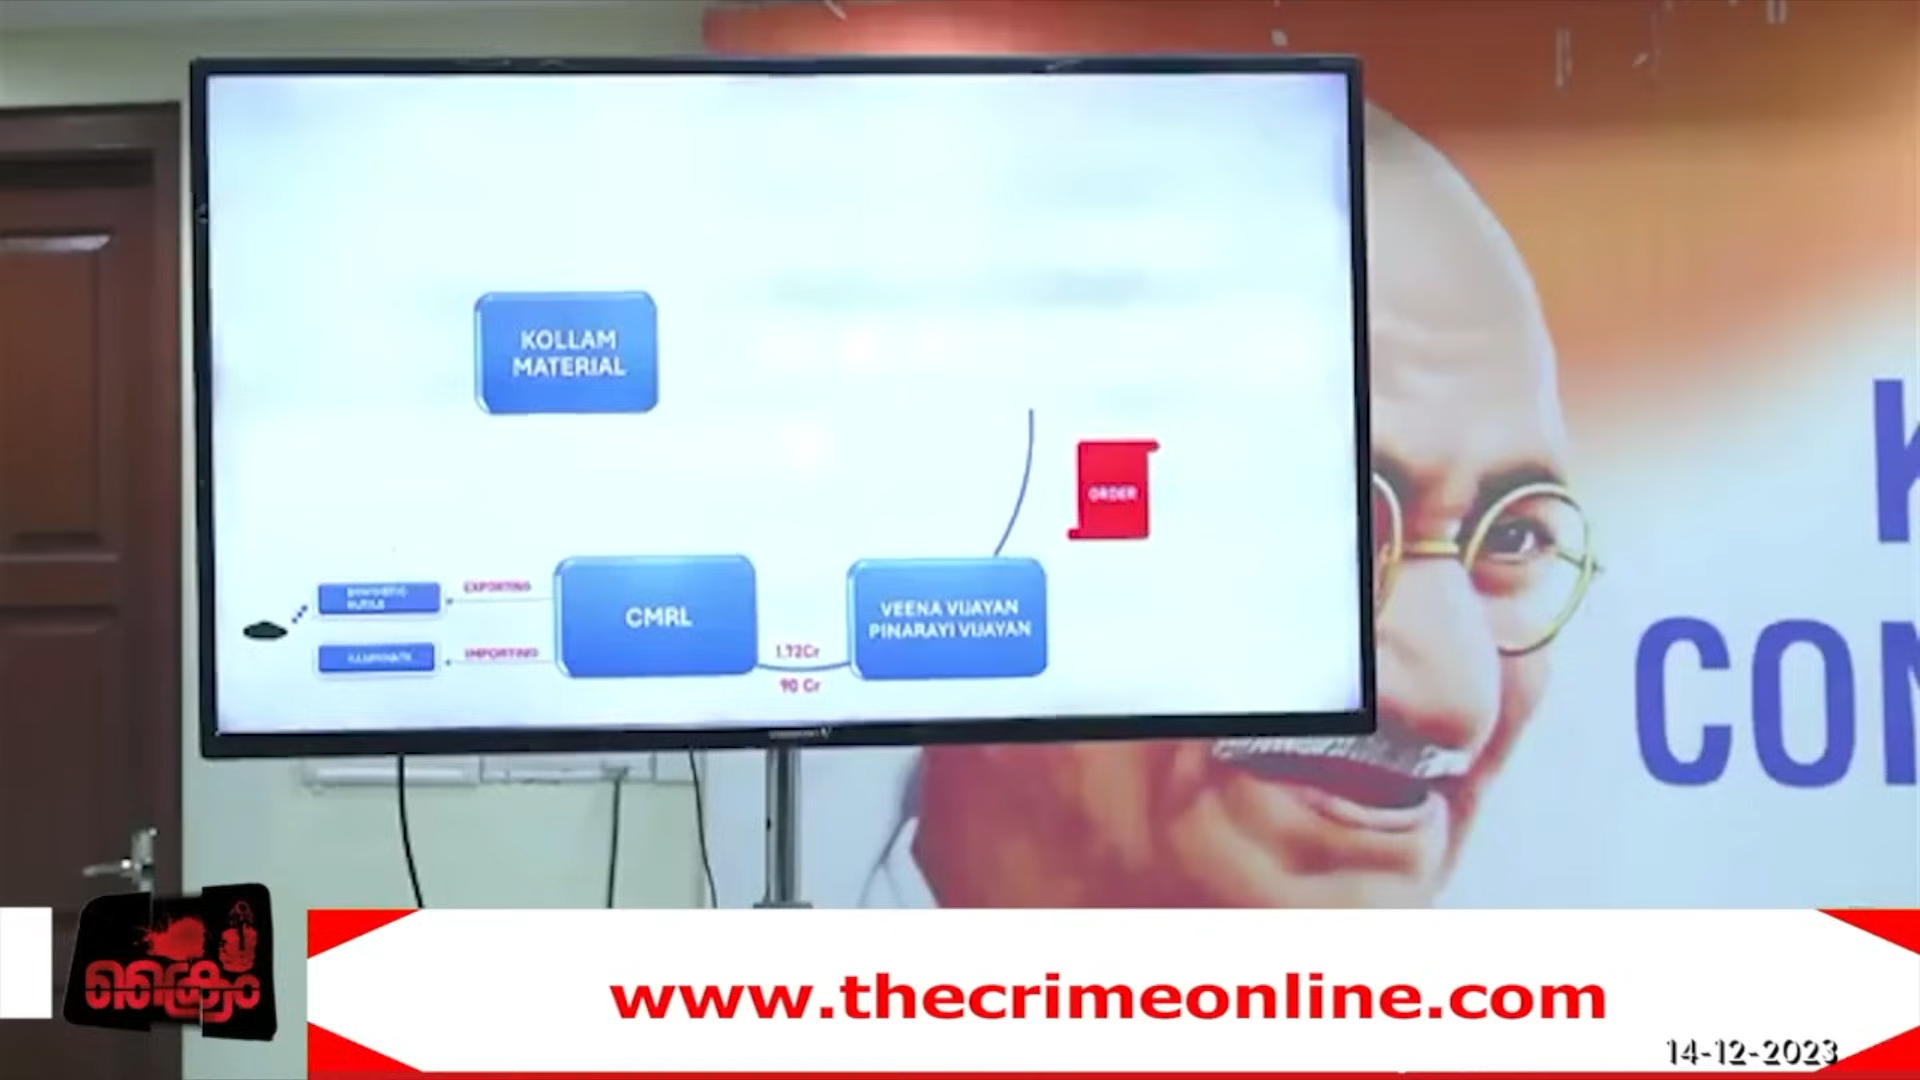 KOLLAM
MATERIAL
ORDER
EXPORTING
IMPORTING
CMRL
1.72Cr
90 Cr
VEENA VIJAYAN
PINARAYI VIJAYAN
K
CON
ക്രൈം
www.thecrimeonline.com
14-12-2023